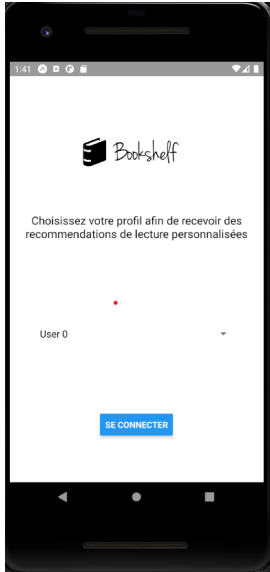 1:41
Bookshelf
Choisissez votre profil afin de recevoir des
recommendations de lecture personnalisées
User 0
SE CONNECTER